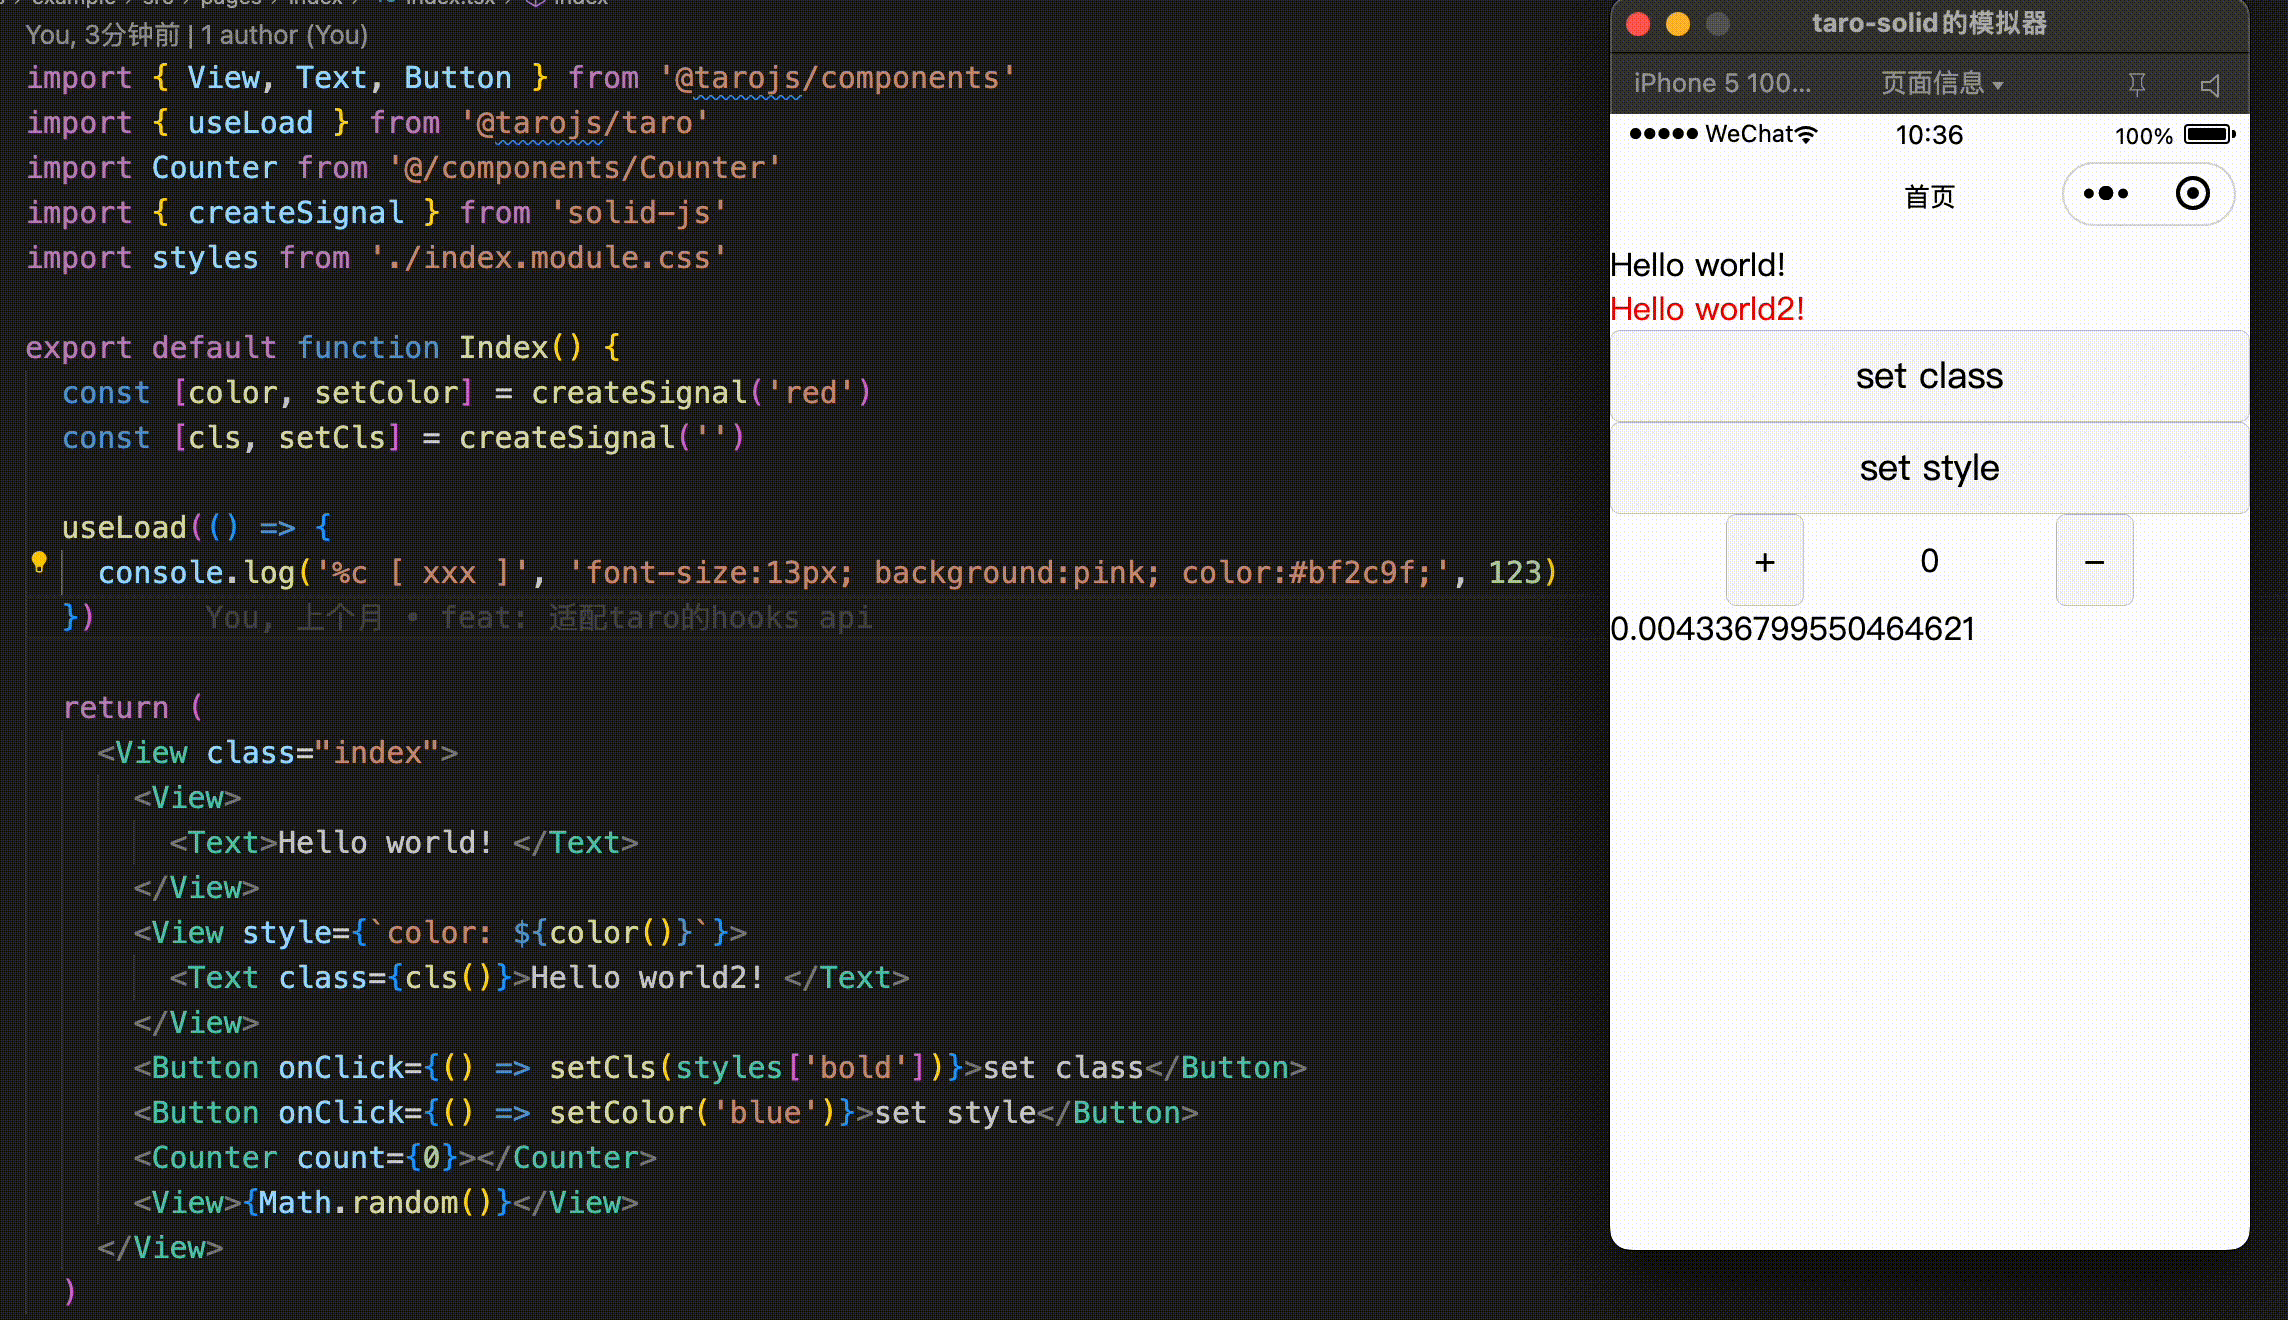 example > src > pages > index > index.tsx > index
You, 3分钟前 | 1 author (You)
import { View, Text, Button } from '@tarojs/components'
import { useLoad } from '@tarojs/taro'
import Counter from '@/components/Counter'
import { createSignal } from 'solid-js'
import styles from './index.module.css'
export default function Index() {
const [color, setColor] = createSignal('red')
const [cls, setCls] = createSignal('')
useLoad(() => {
console.log('%c [ xxx ]', 'font-size:13px; background:pink; color:#bf2c9f;', 123)
}) You, 上个月 • feat: 适配taro的hooks api
return (
<View class="index">
<View>
<Text>Hello world! </Text>
</View>
<View style={`color: ${color()}`}>
<Text class={cls()}>Hello world2! </Text>
</View>
<Button onClick={() => setCls(styles['bold'])}>set class</Button>
<Button onClick={() => setColor('blue')}>set style</Button>
<Counter count={0}></Counter>
<View>{Math.random()}</View>
</View>
)
taro-solid的模拟器
iPhone 5 100... 页面信息
WeChat 10:36 100%
首页
Hello world!
Hello world2!
set class
set style
+ 0 −
0.004336799550464621